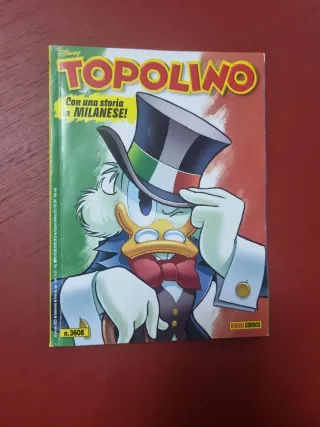 Disney
TOPOLINO
Con una storia
in MILANESE!
n.3608
PANINI COMICS